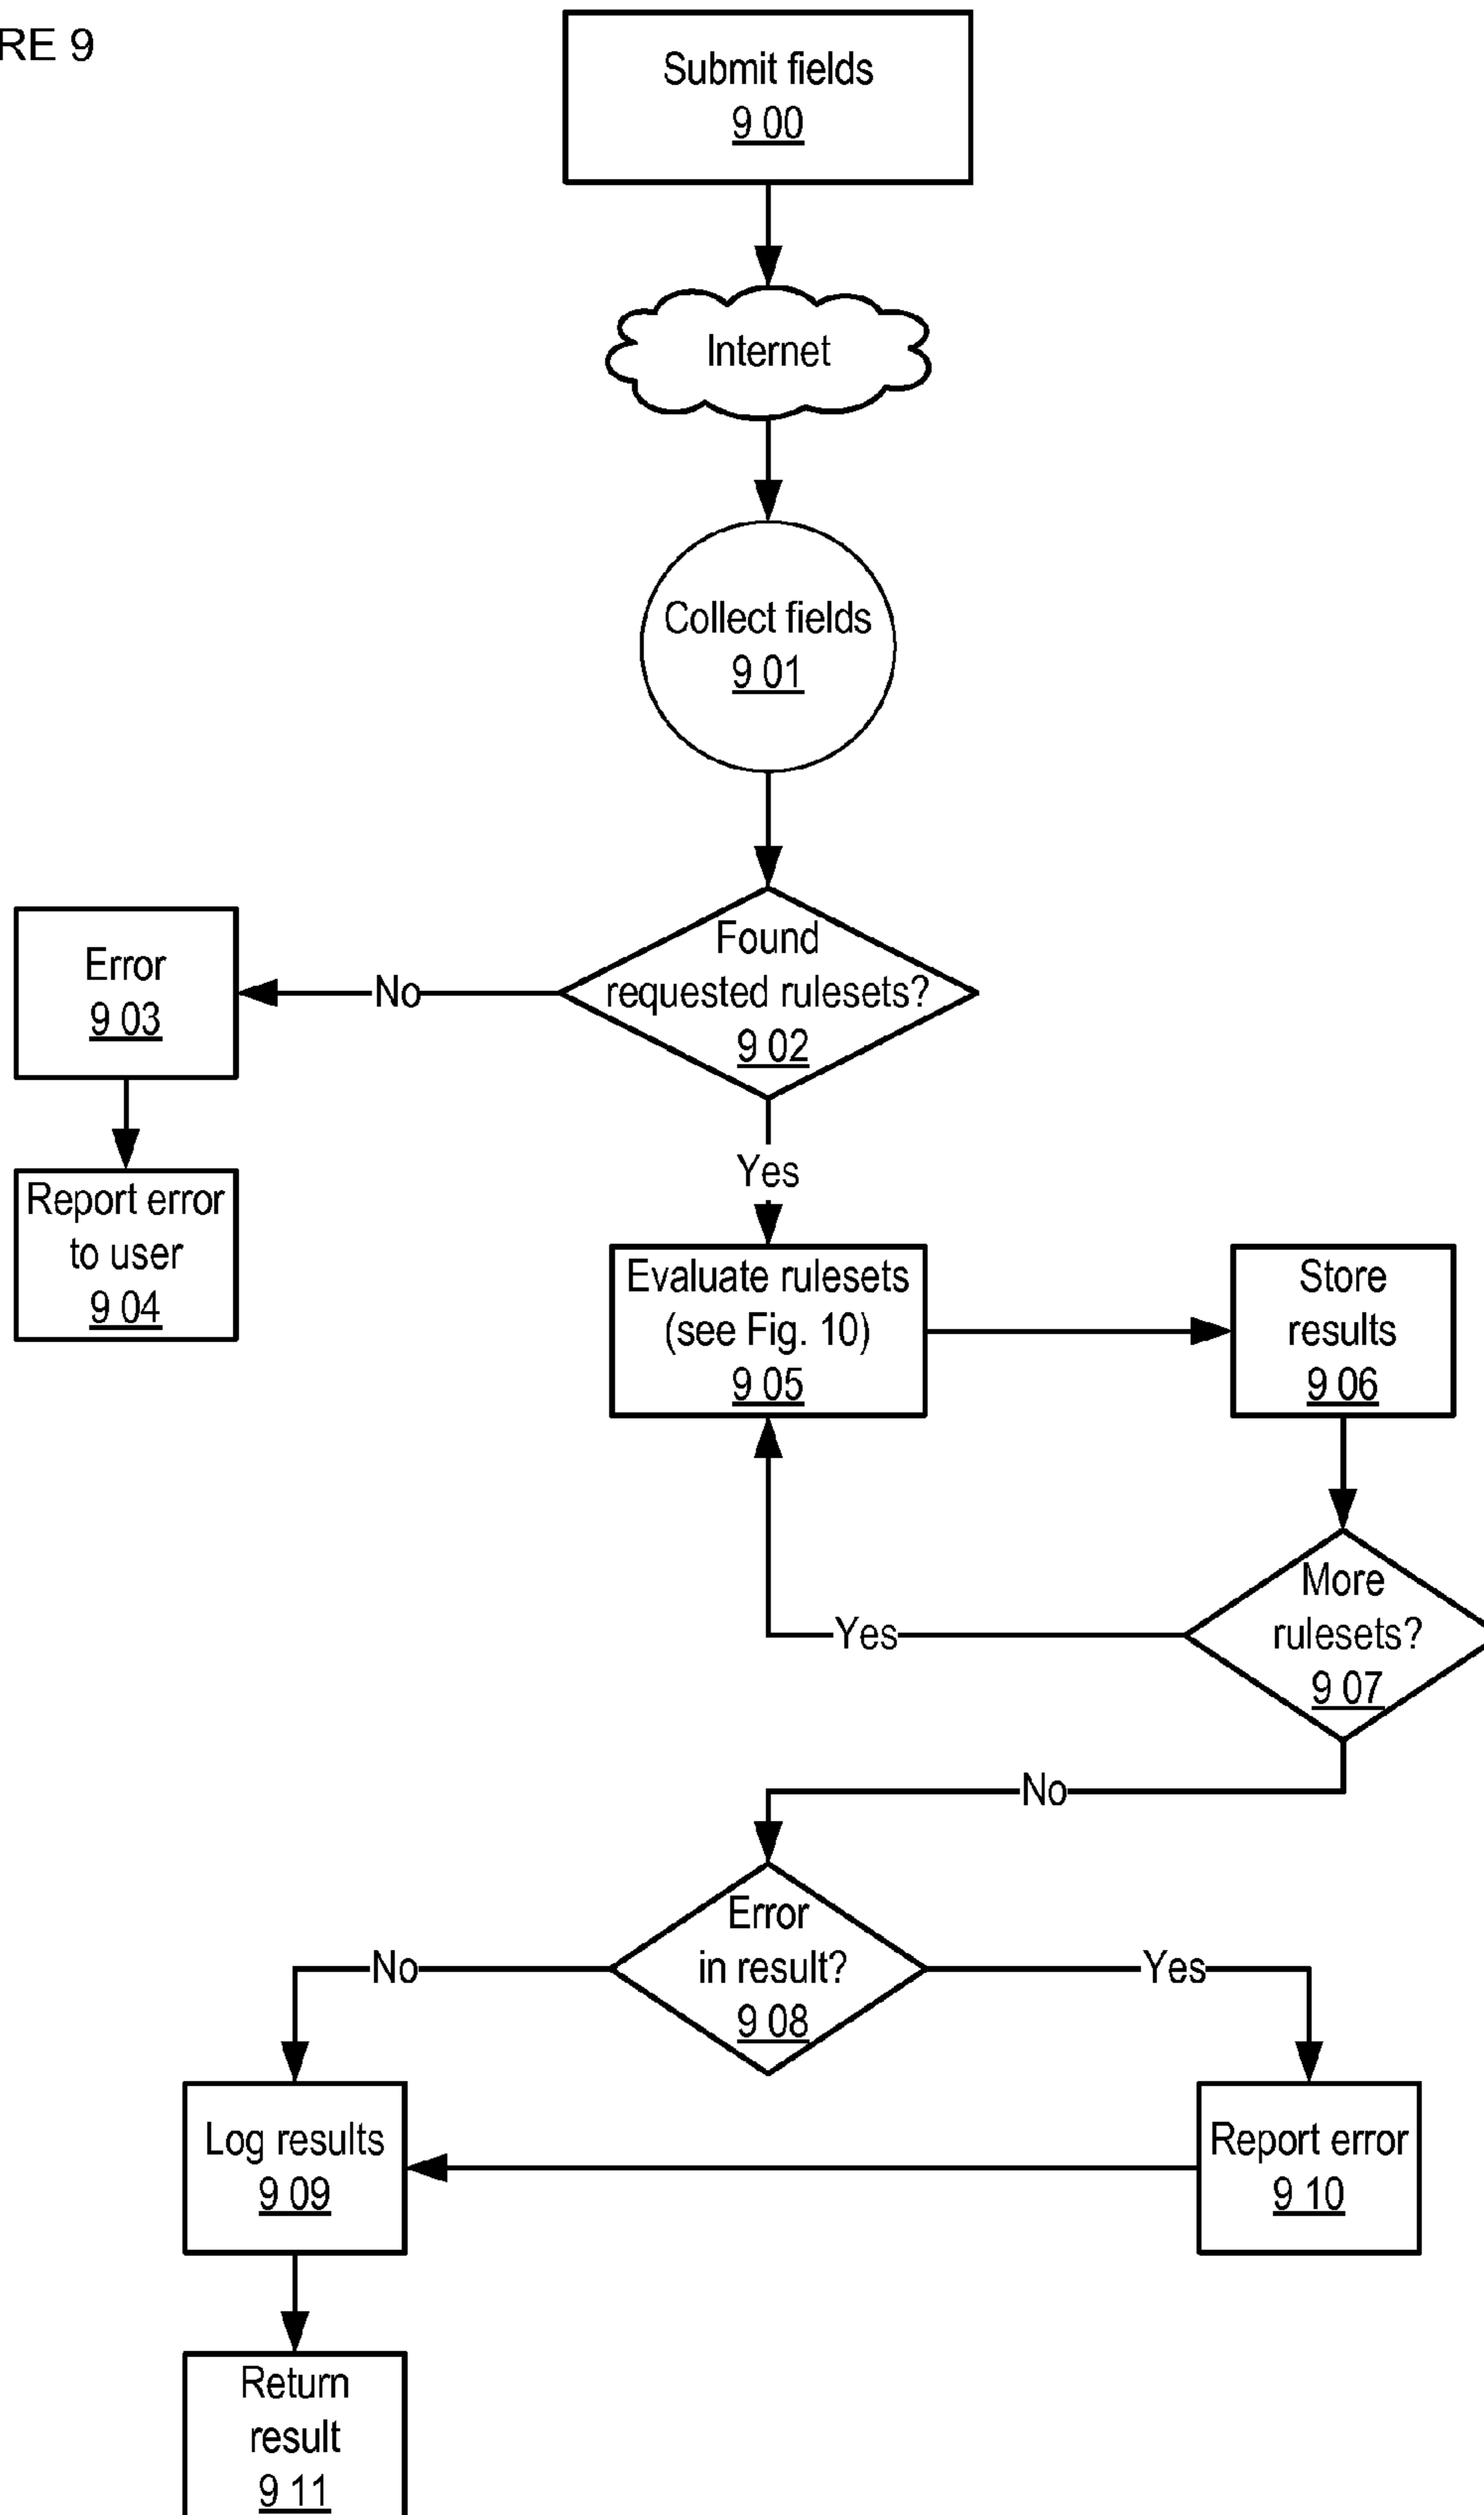 RE 9
Submit fields
9 00
Internet
Collect fields
9 01
Found
requested rulesets?
9 02
No
Error
9 03
Yes
Report error
to user
9 04
Evaluate rulesets
(see Fig. 10)
9 05
Store
results
9 06
More
rulesets?
9 07
Yes
No
Error
in result?
9 08
No
Yes
Log results
9 09
Report error
9 10
Return
result
9 11